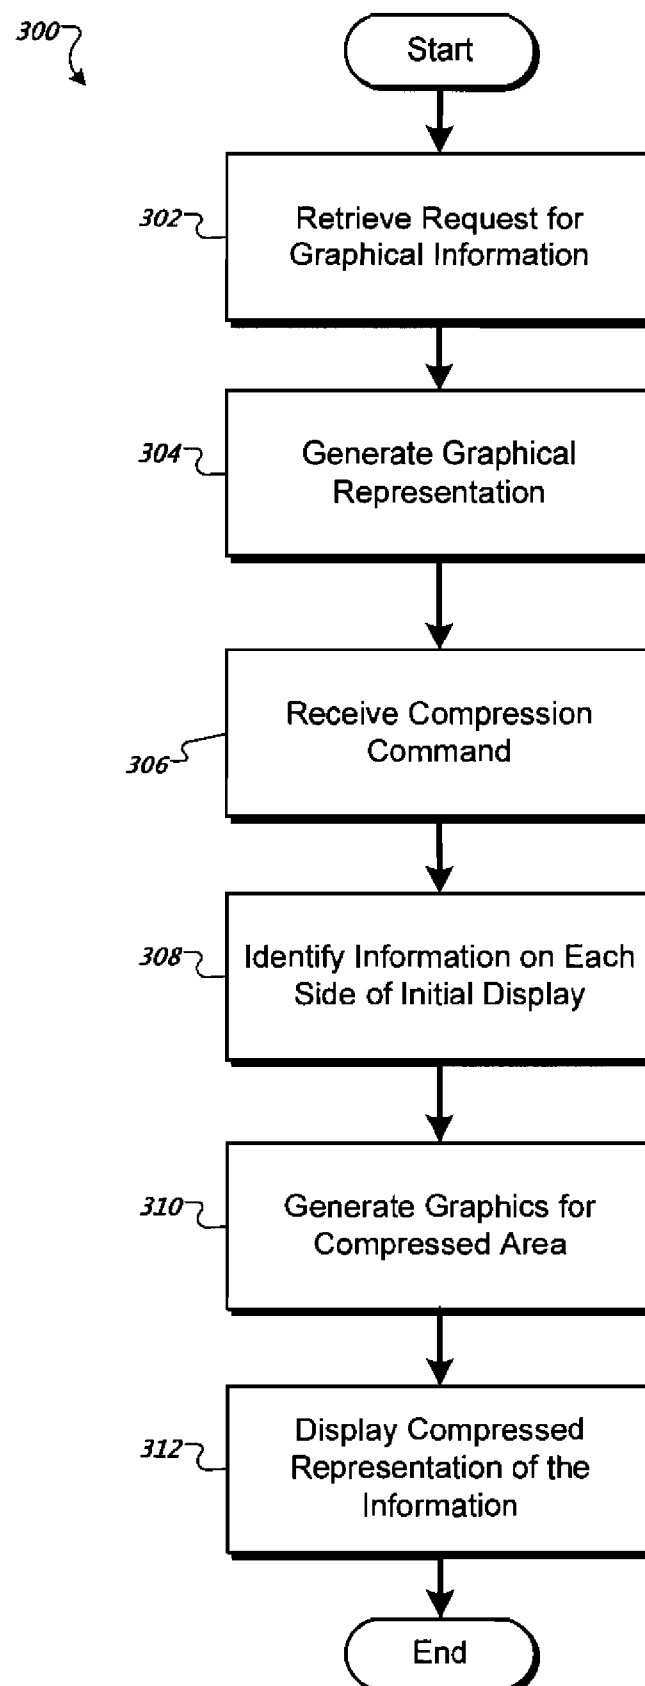 300
Start
302
Retrieve Request for
Graphical Information
304
Generate Graphical
Representation
306
Receive Compression
Command
308
Identify Information on Each
Side of Initial Display
310
Generate Graphics for
Compressed Area
312
Display Compressed
Representation of the
Information
End